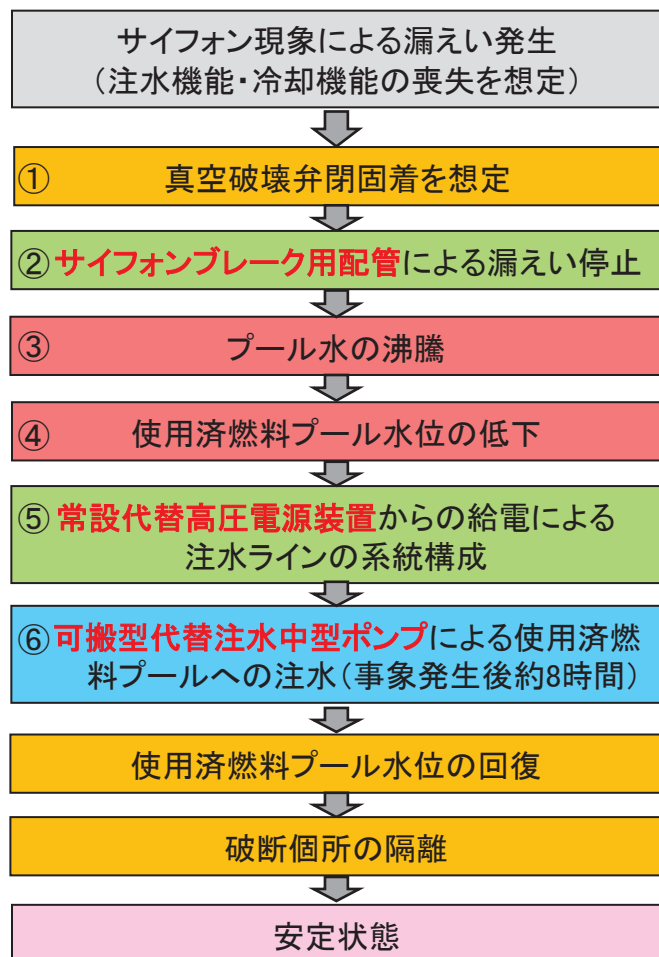 サイフォン現象による漏えい発生
(注水機能・冷却機能の喪失を想定)
① 真空破壊弁閉固着を想定
②サイフォンブレーク用配管による漏えい停止
③ プール水の沸騰
④ 使用済燃料プール水位の低下
⑤常設代替高圧電源装置からの給電による
注水ラインの系統構成
⑥可搬型代替注水中型ポンプによる使用済燃
料プールへの注水(事象発生後約8時間)
使用済燃料プール水位の回復
破断個所の隔離
安定状態